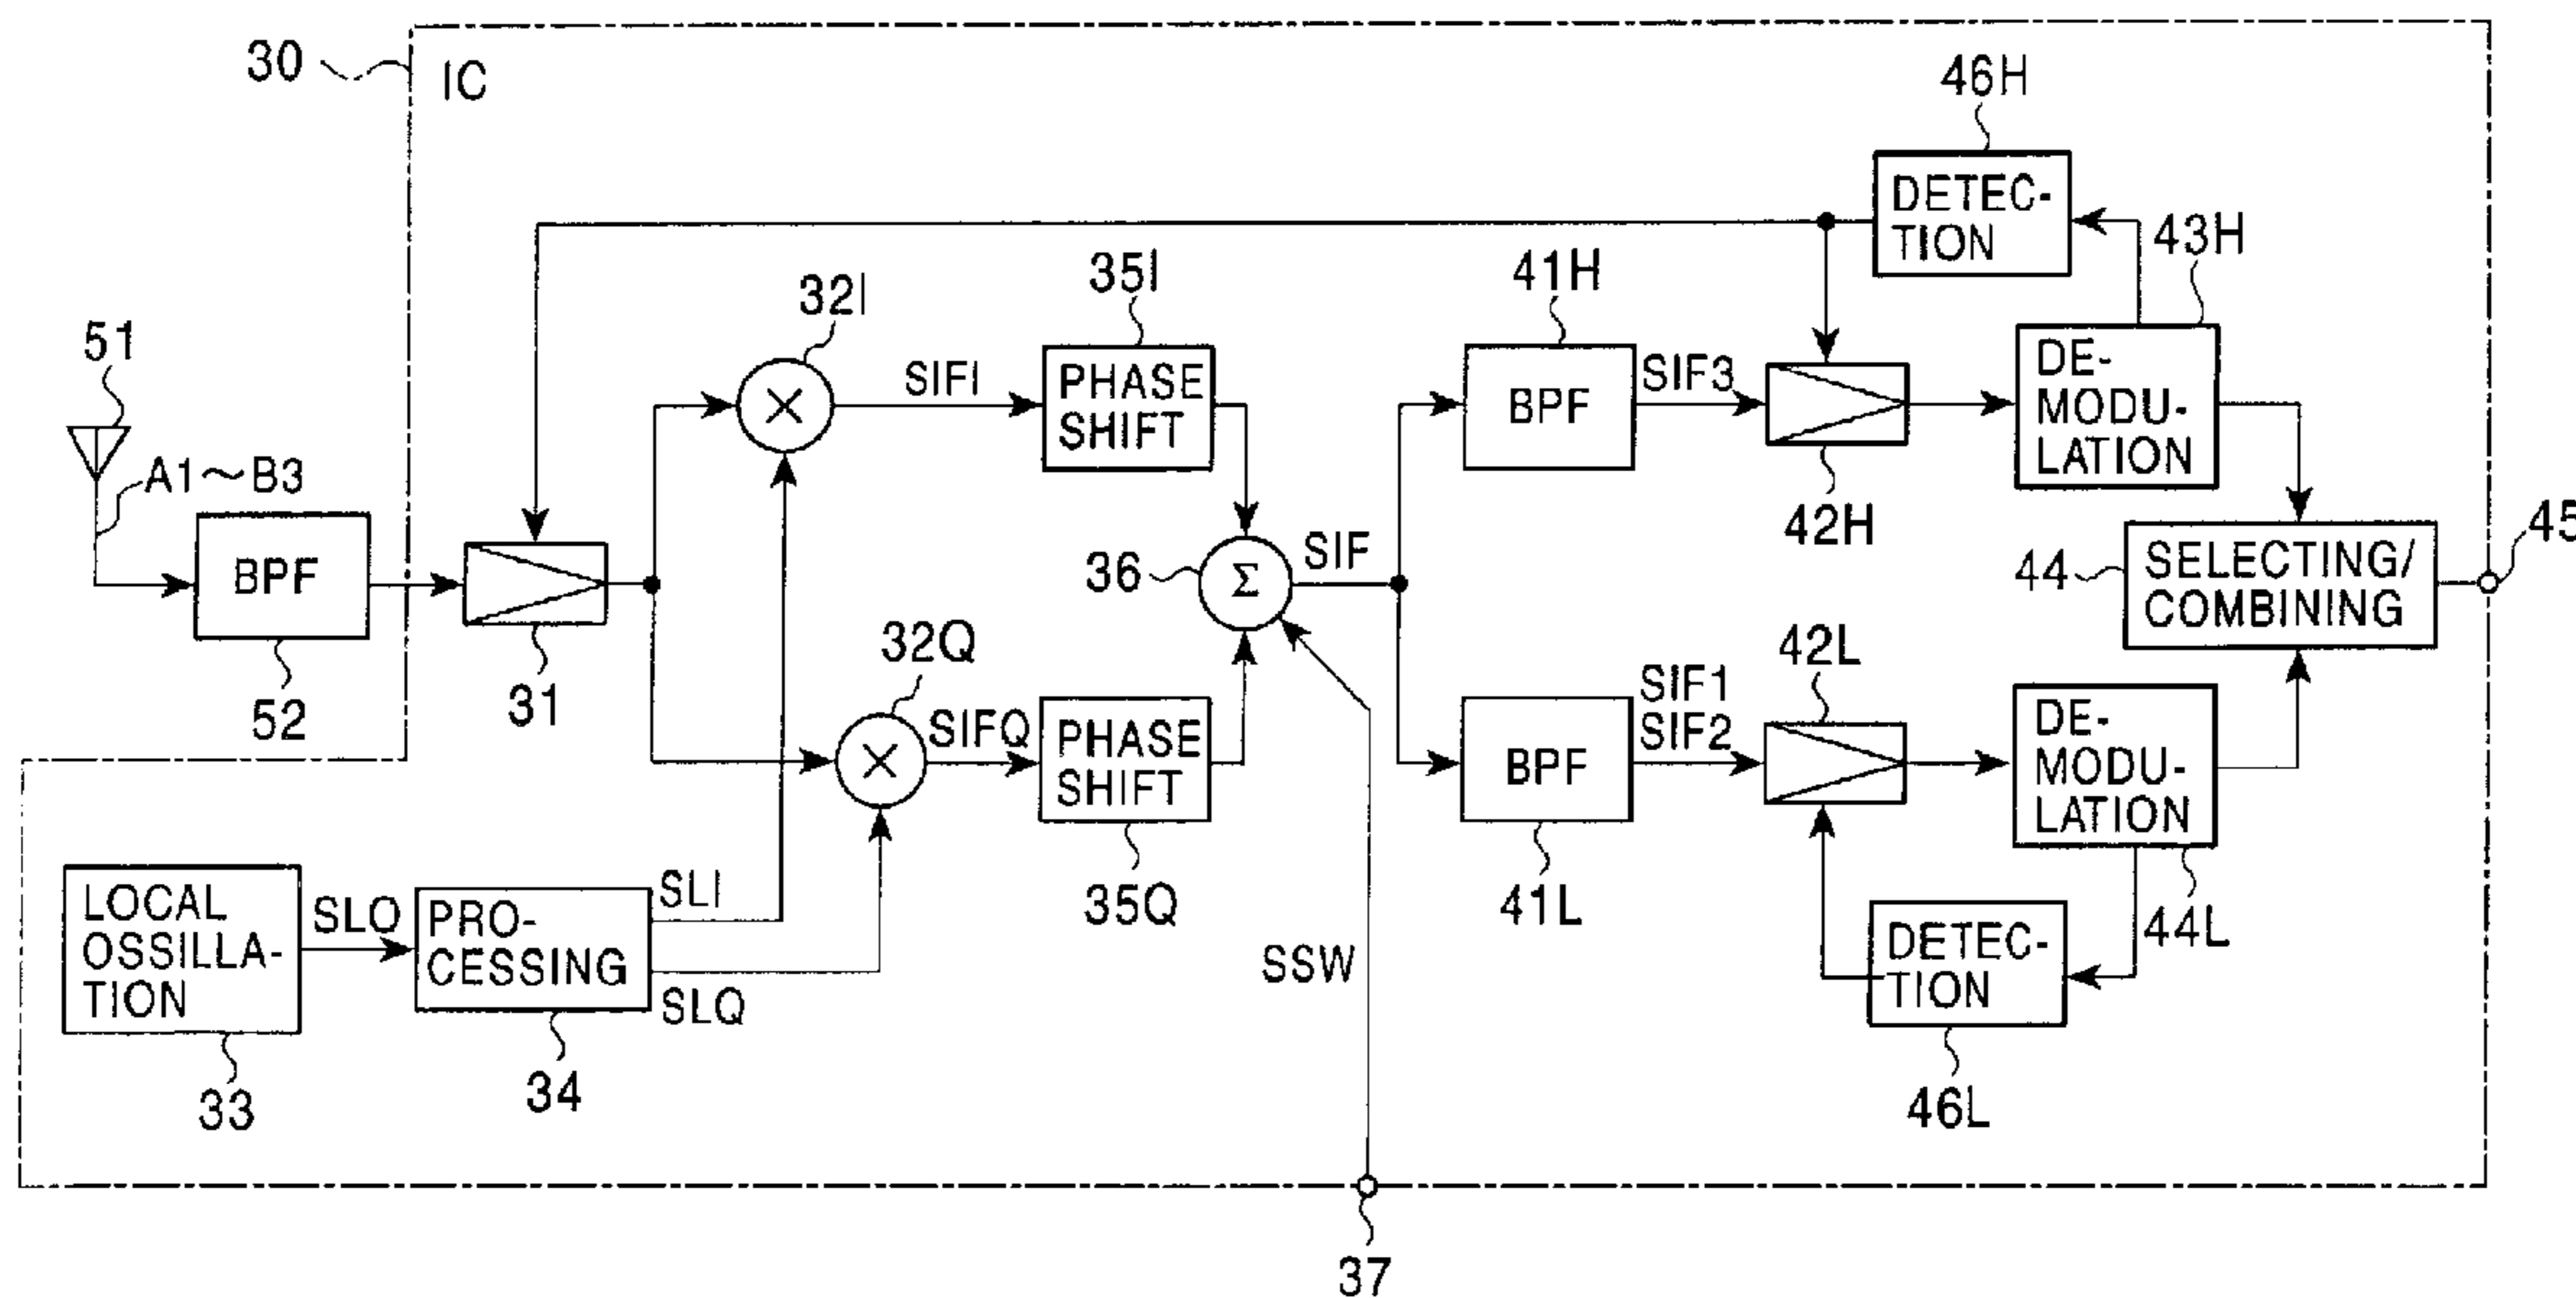 30
IC
46H
DETEC-
TION
43H
32I
35I
41H
51
SIFI
PHASE
SHIFT
BPF
SIF3
DE-
MODU-
LATION
A1~B3
42H
45
BPF
36
Σ
SIF
44
SELECTING/
COMBINING
52
31
32Q
SIFQ
PHASE
SHIFT
BPF
SIF1
SIF2
42L
DE-
MODU-
LATION
35Q
41L
44L
LOCAL
OSSILLA-
TION
SLO
PRO-
CESSING
SLI
SLQ
SSW
DETEC-
TION
33
34
46L
37